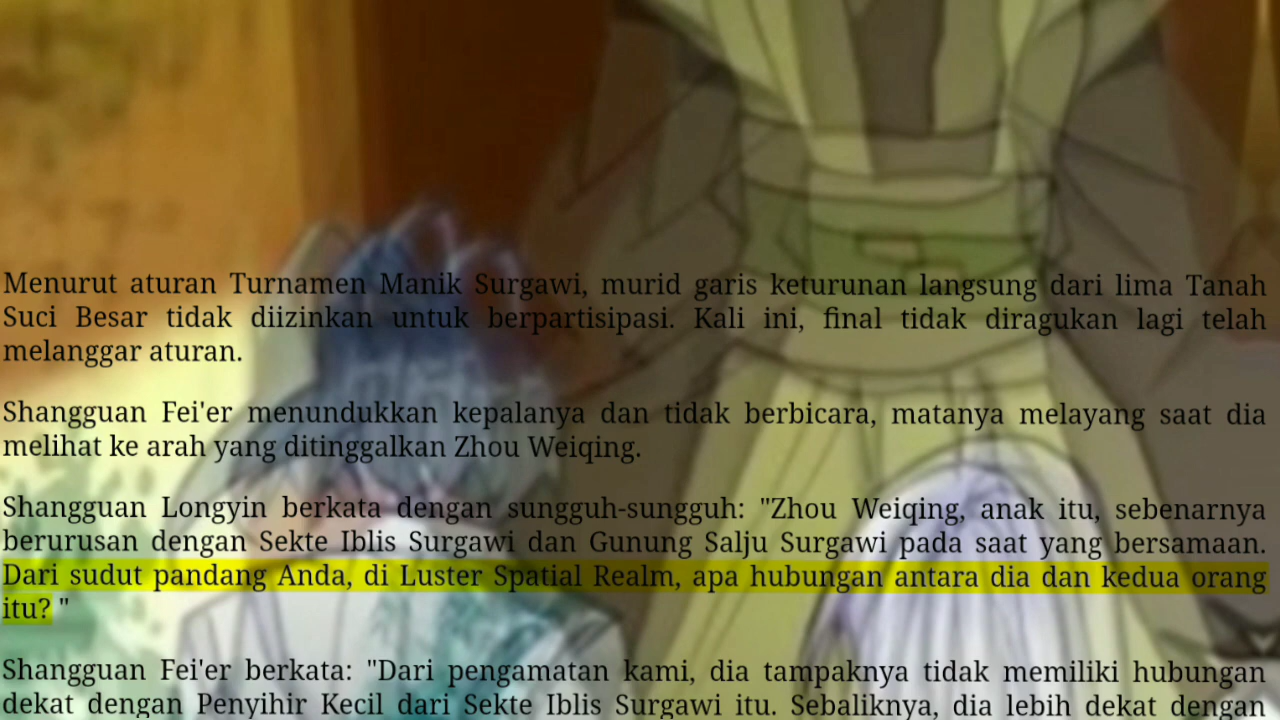 Menurut aturan Turnamen Manik Surgawi, murid garis keturunan langsung dari lima Tanah
Suci Besar tidak diizinkan untuk berpartisipasi. Kali ini, final tidak diragukan lagi telah
melanggar aturan.
Shangguan Fei'er menundukkan kepalanya dan tidak berbicara, matanya melayang saat dia
melihat ke arah yang ditinggalkan Zhou Weiqing.
Shangguan Longyin berkata dengan sungguh-sungguh: "Zhou Weiqing, anak itu, sebenarnya
berurusan dengan Sekte Iblis Surgawi dan Gunung Salju Surgawi pada saat yang bersamaan.
Dari sudut pandang Anda, di Luster Spatial Realm, apa hubungan antara dia dan kedua orang
itu? "
Shangguan Fei'er berkata: "Dari pengamatan kami, dia tampaknya tidak memiliki hubungan
dekat dengan Penyihir Kecil dari Sekte Iblis Surgawi itu. Sebaliknya, dia lebih dekat dengan